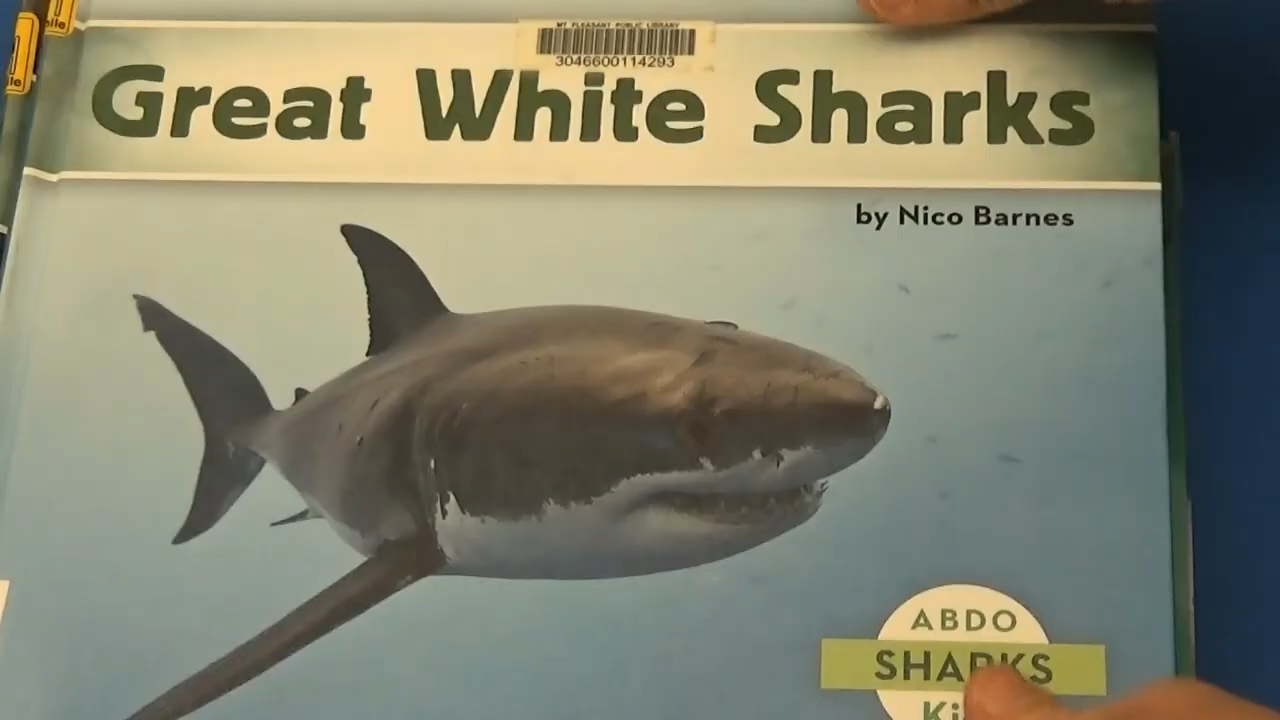 MT PLEASANT PUBLIC LIBRARY
3046600114293
Great White Sharks
by Nico Barnes
ABDO
SHARKS